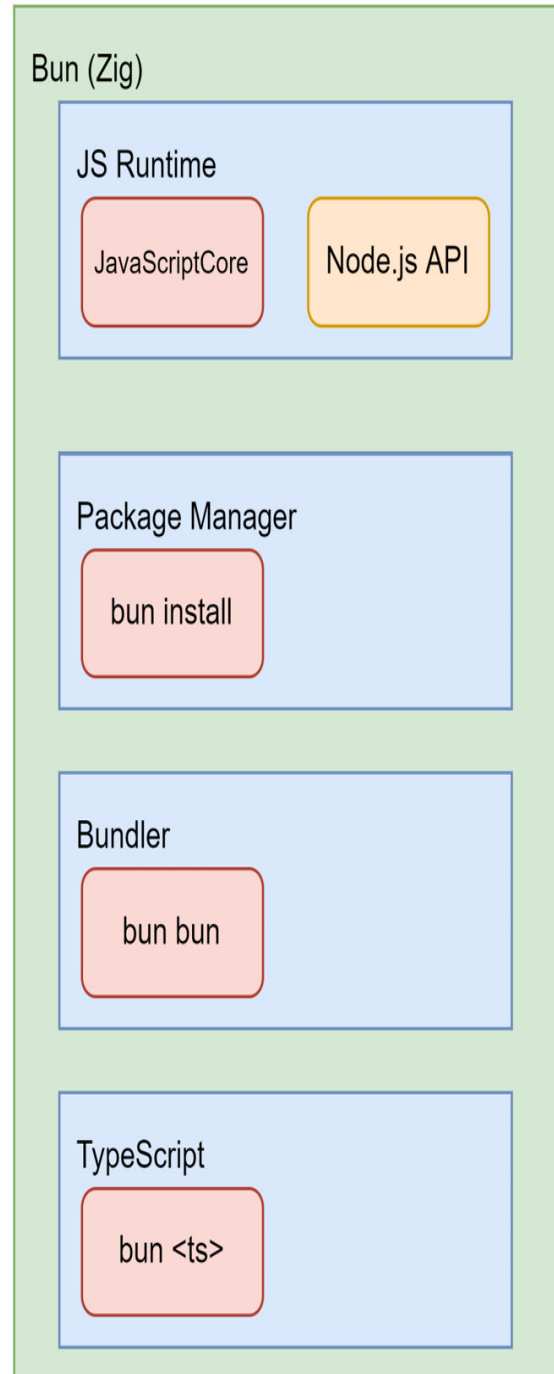 Bun (Zig)
JS Runtime
JavaScriptCore
Node.js API
Package Manager
bun install
Bundler
bun bun
TypeScript
bun <ts>